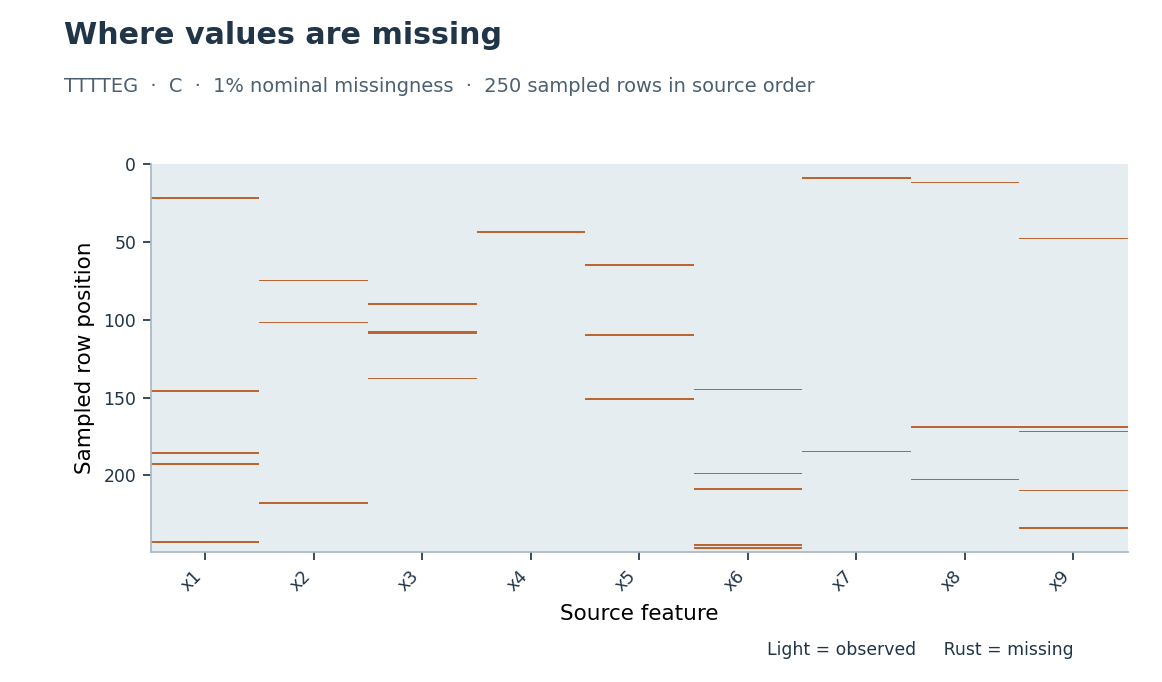 Where values are missing
TTTTEG · C · 1% nominal missingness · 250 sampled rows in source order
0
50
100
150
200
Sampled row position
x1 x2 x3 x4 x5 x6 x7 x8 x9
Source feature
Light = observed Rust = missing